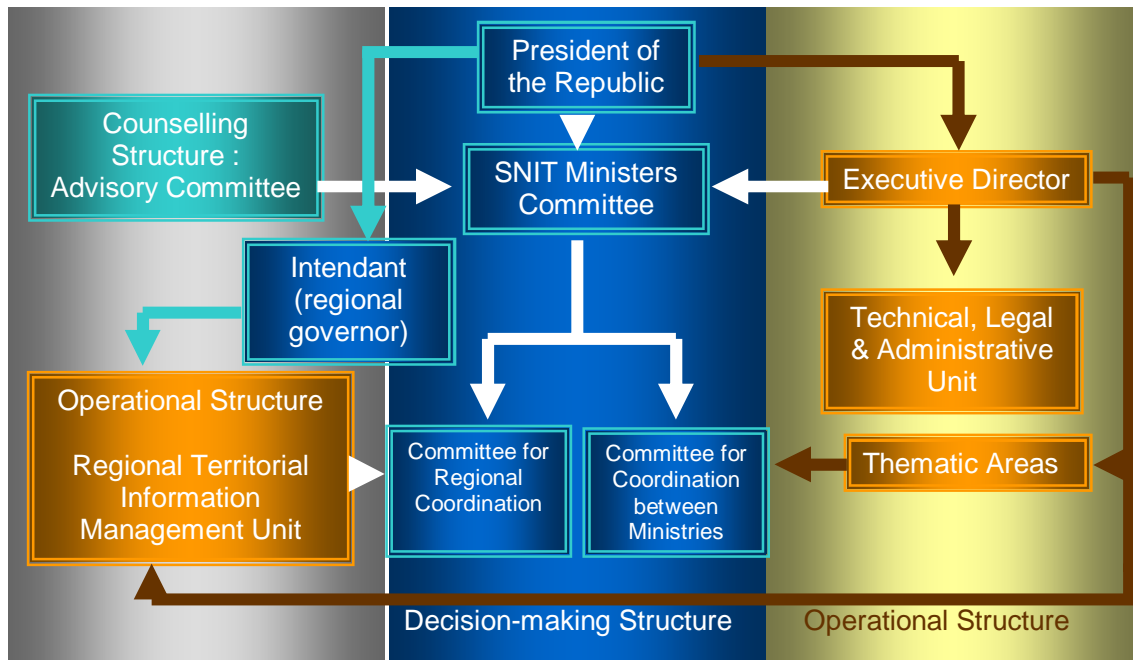 President of
the Republic
Counselling
Structure :
Advisory Committee
SNIT Ministers
Committee
Executive Director
Intendant
(regional
governor)
Technical, Legal
& Administrative
Unit
Operational Structure
Regional Territorial
Information
Management Unit
Committee for
Regional
Coordination
Committee for
Coordination
between
Ministries
Thematic Areas
Decision-making Structure
Operational Structure